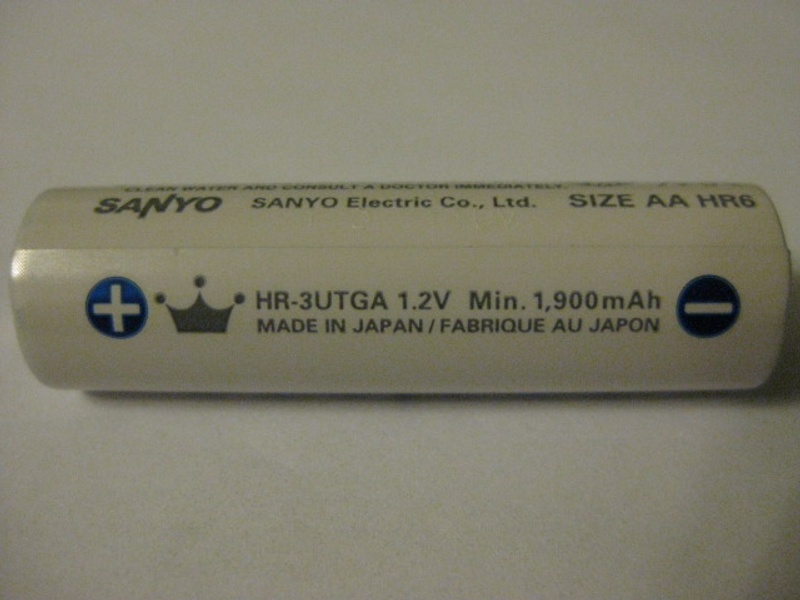 CLEAN WATER AND CONSULT A DOCTOR IMMEDIATELY.
SANYO SANYO Electric Co., Ltd. SIZE AA HR6
HR-3UTGA 1.2V Min. 1,900mAh
MADE IN JAPAN / FABRIQUE AU JAPON